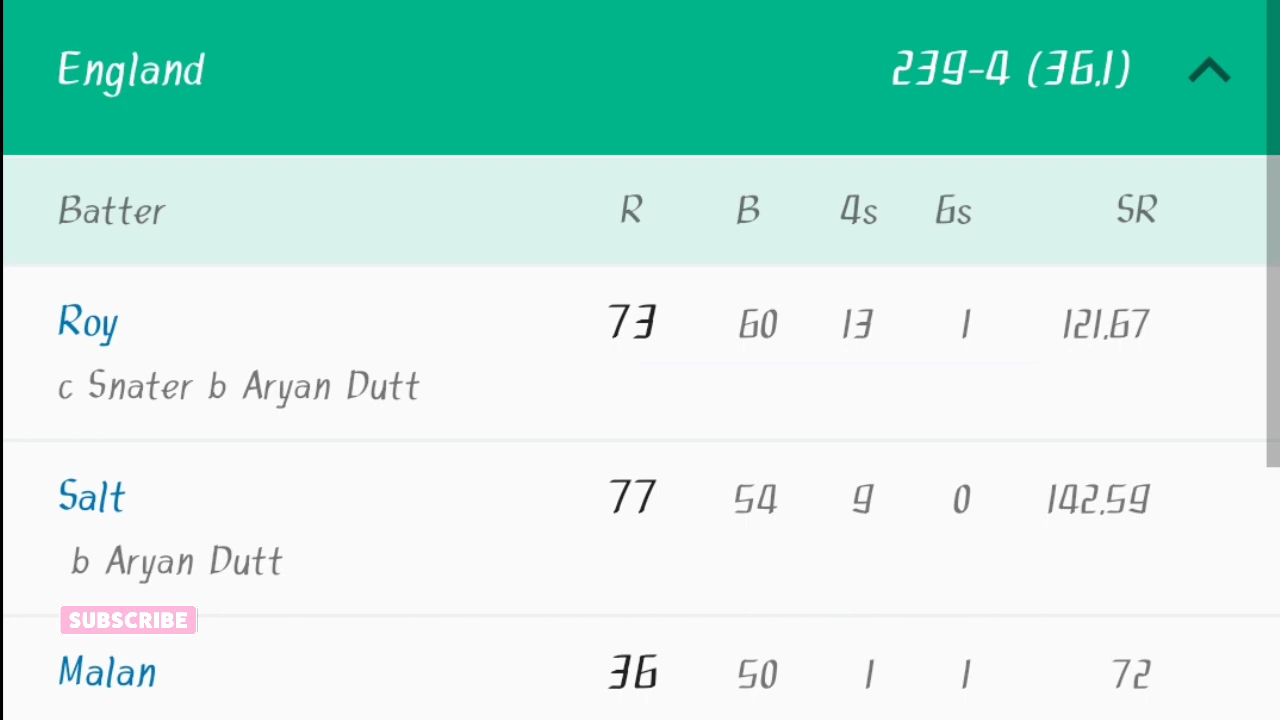 England 239-4 (36.1)
Batter R B 4s 6s SR
Roy 73 60 13 1 121.67
c Snater b Aryan Dutt
Salt 77 54 9 0 142.59
b Aryan Dutt
SUBSCRIBE
Malan 36 50 1 1 72